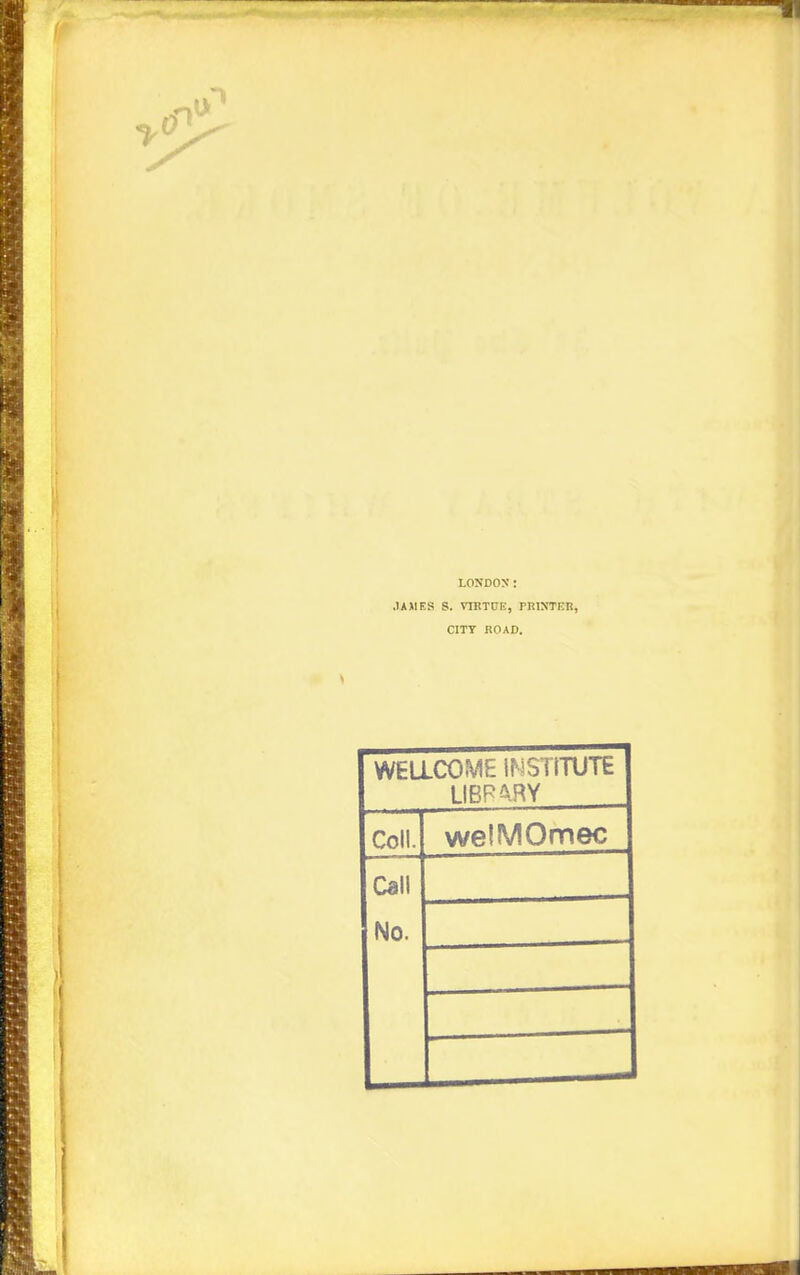 LONDON:
JAMES S. VIRTUE, PRINTER,
CITY ROAD.
WELLCOME INSTITUTE
LIBRARY
Coll. welMOmec
Call
No.